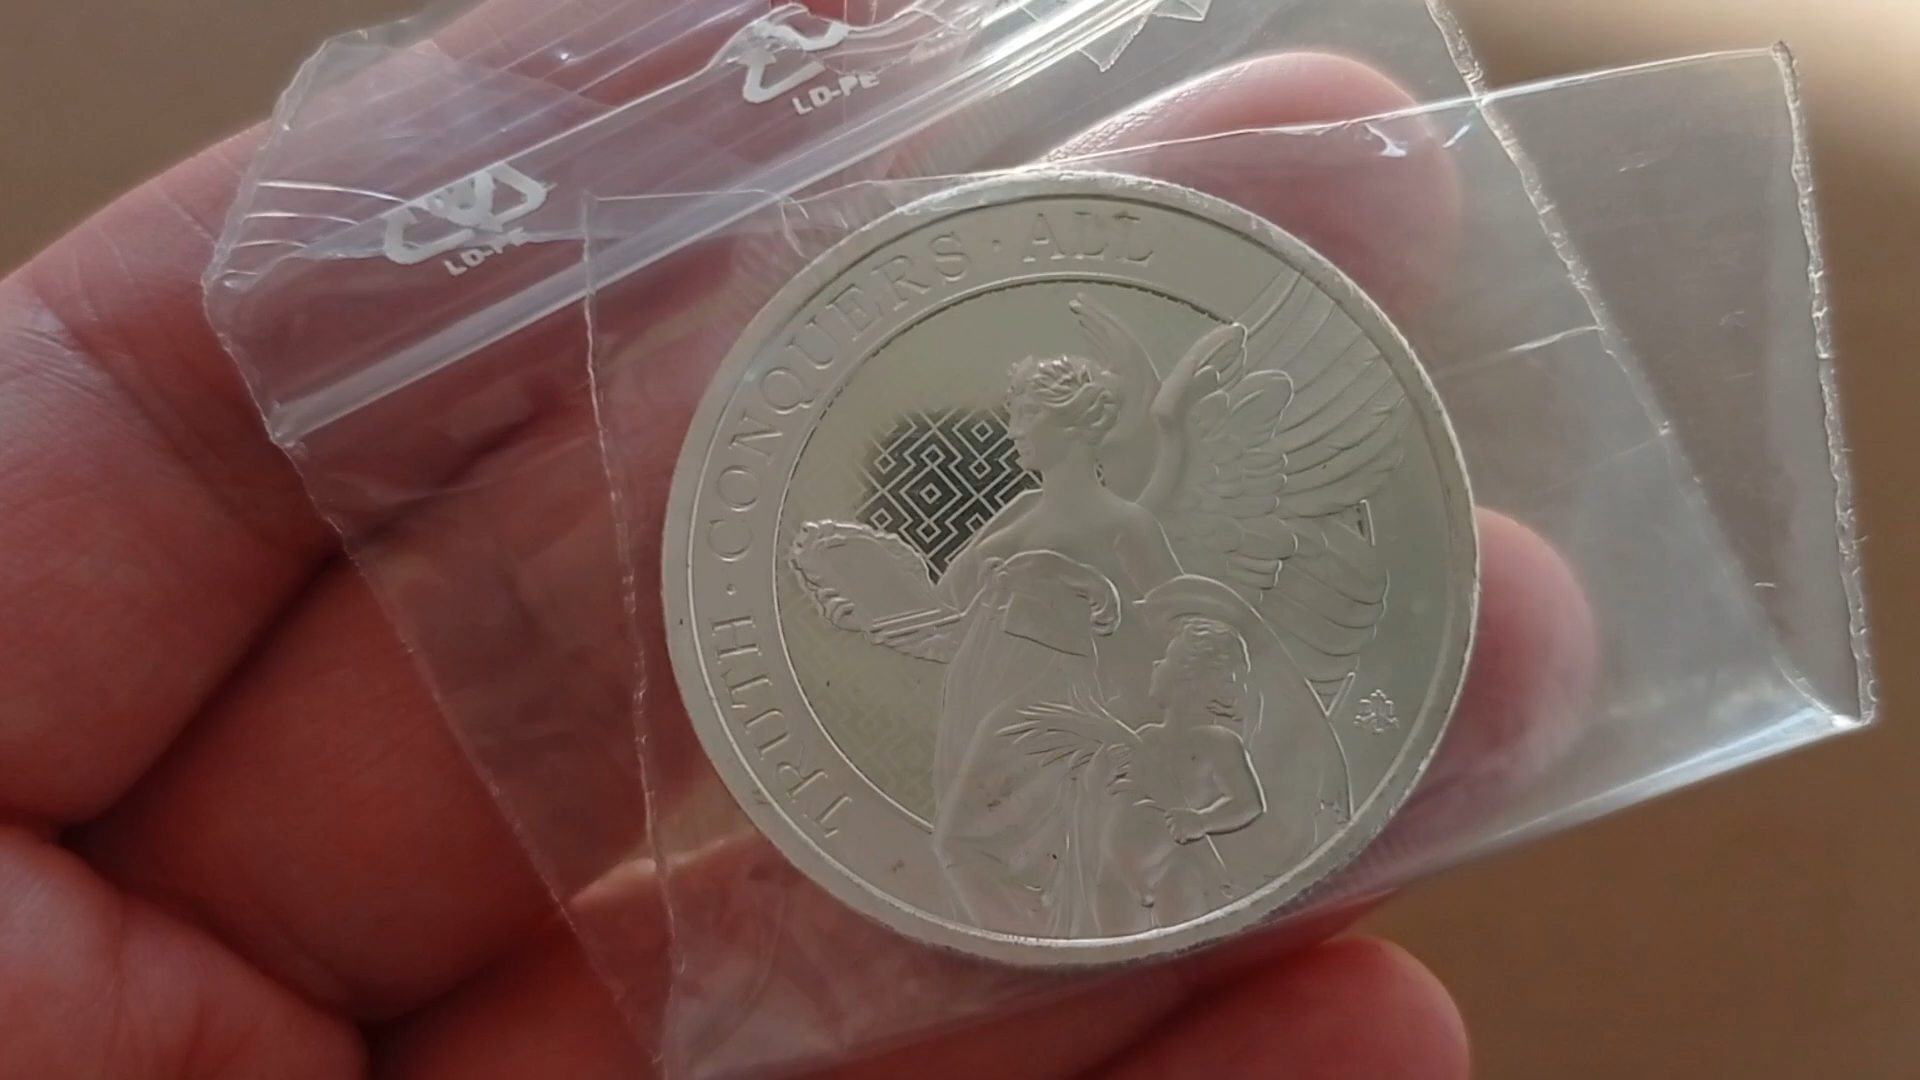 LD-PE
LD-PE
TRUTH · CONQUERS · ALL